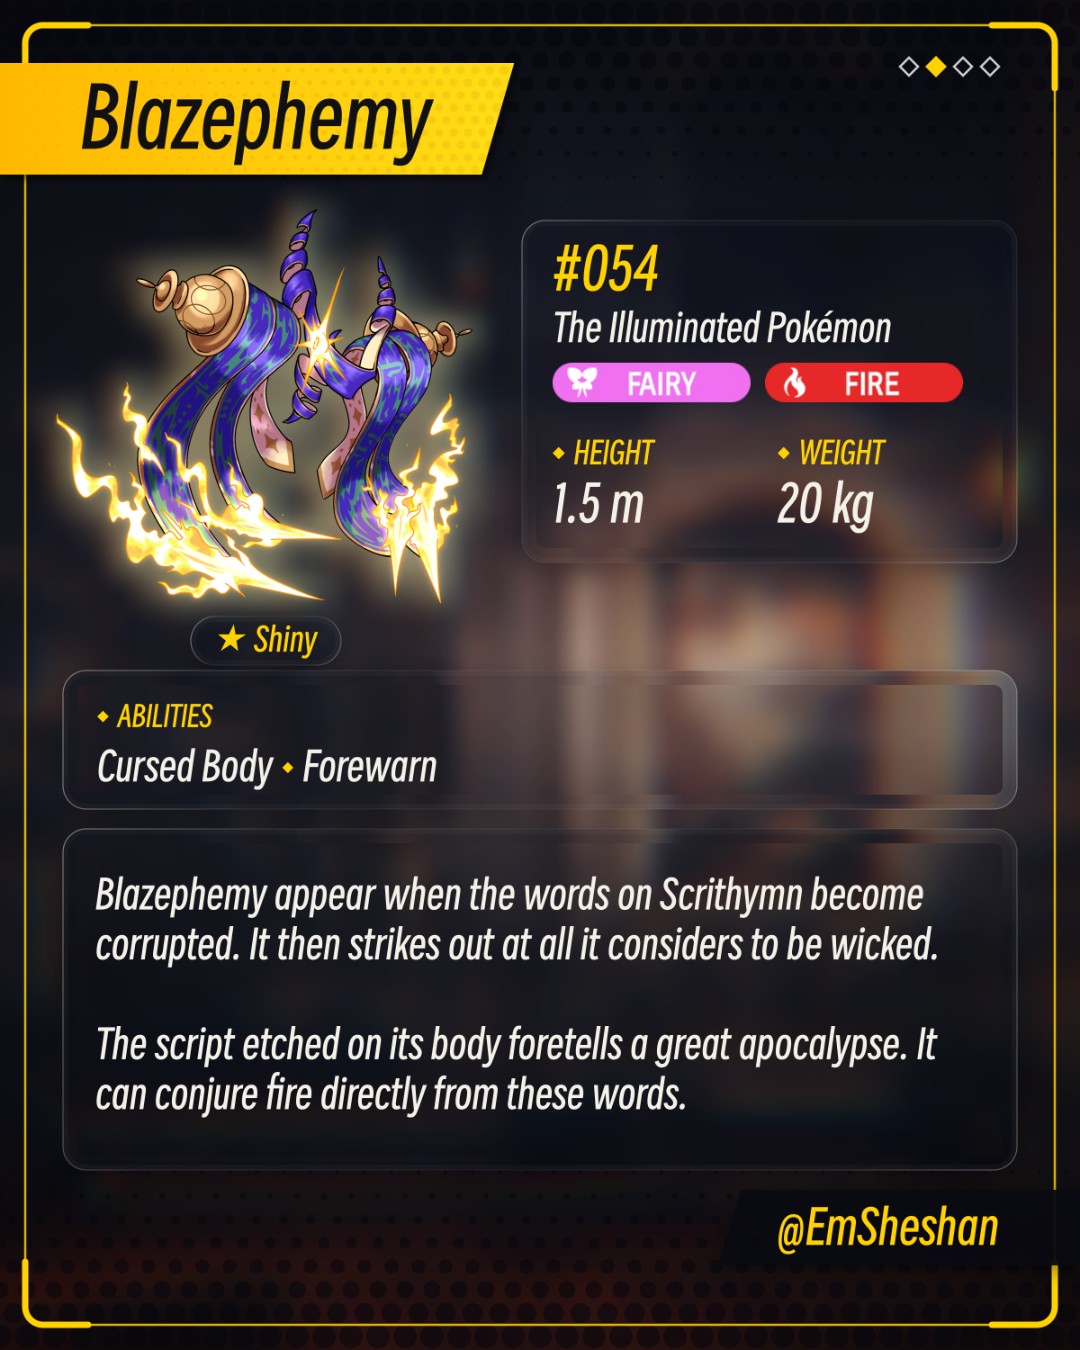 Blazephemy
#054
The Illuminated Pokémon
FAIRY FIRE
HEIGHT WEIGHT
1.5 m 20 kg
★ Shiny
ABILITIES
Cursed Body ⬥ Forewarn
Blazephemy appear when the words on Scrithymn become
corrupted. It then strikes out at all it considers to be wicked.
The script etched on its body foretells a great apocalypse. It
can conjure fire directly from these words.
@EmSheshan